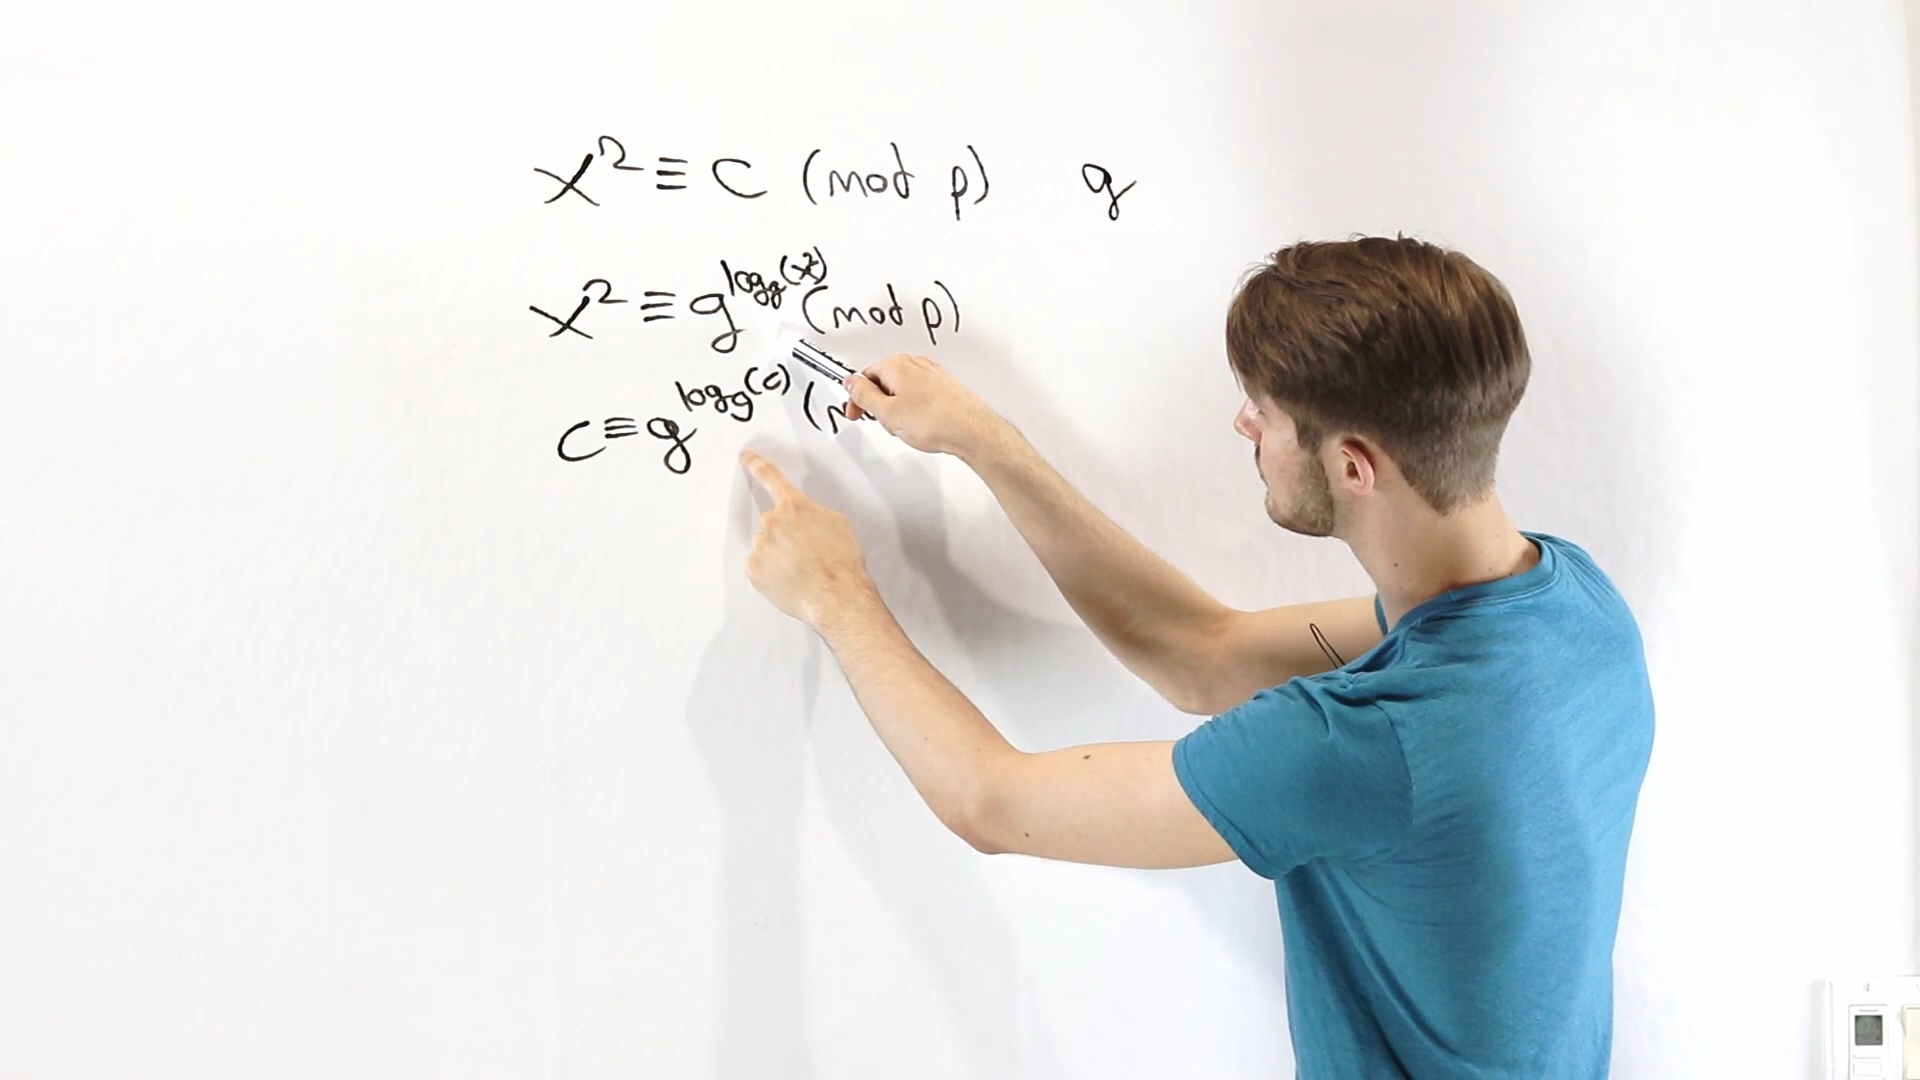 x² ≡ c (mod p) g
x² ≡ g^log_g(x²) (mod p)
c ≡ g^log_g(c)